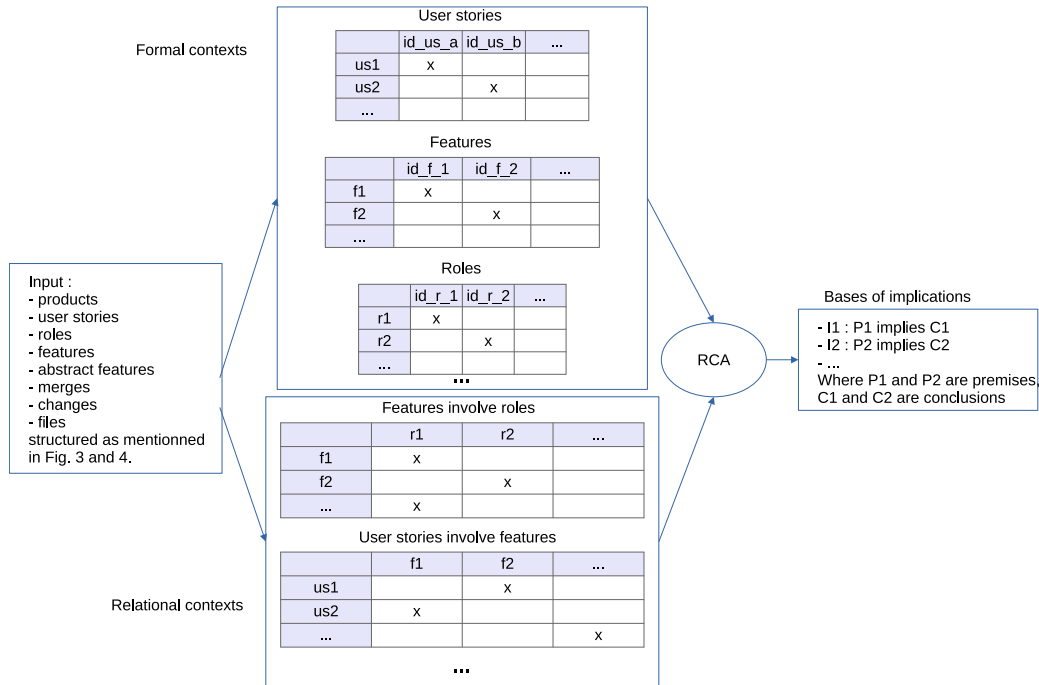 User stories
Formal contexts
id_us_a id_us_b ...
us1 x
us2 x
...
Features
id_f_1 id_f_2 ...
f1 x
f2 x
...
Roles
id_r_1 id_r_2 ...
r1 x
r2 x
...
...
Input :
- products
- user stories
- roles
- features
- abstract features
- merges
- changes
- files
structured as mentionned
in Fig. 3 and 4.
Features involve roles
r1 r2 ...
f1 x
f2 x
... x
User stories involve features
f1 f2 ...
us1 x
us2 x
... x
...
Relational contexts
RCA
Bases of implications
- I1 : P1 implies C1
- I2 : P2 implies C2
- ...
Where P1 and P2 are premises,
C1 and C2 are conclusions